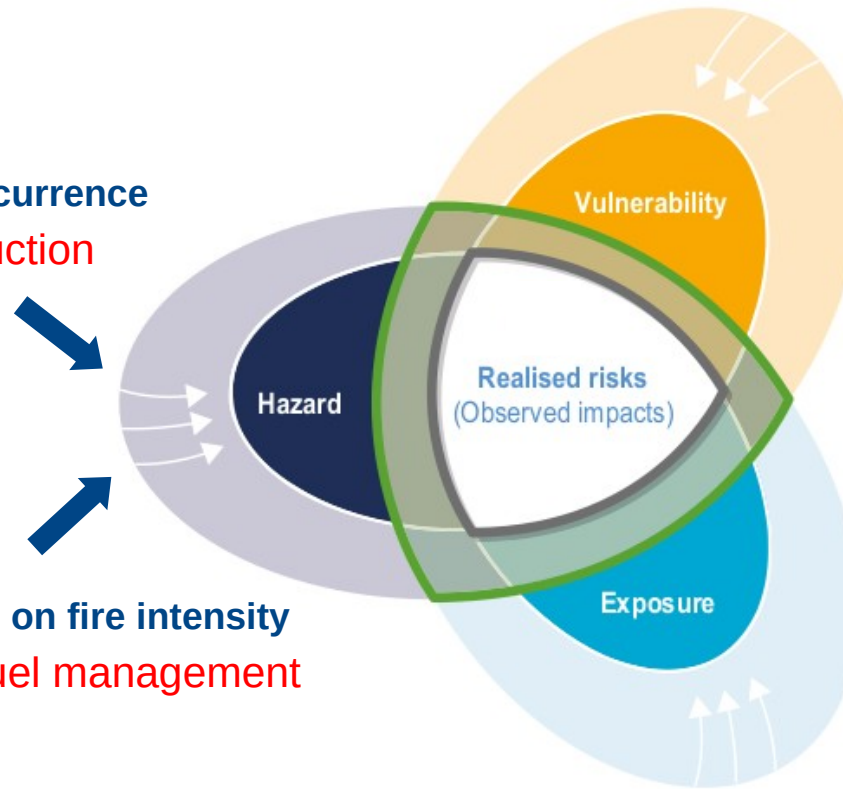 currence
uction
Vulnerability
Hazard
Realised risks
(Observed impacts)
Exposure
on fire intensity
uel management